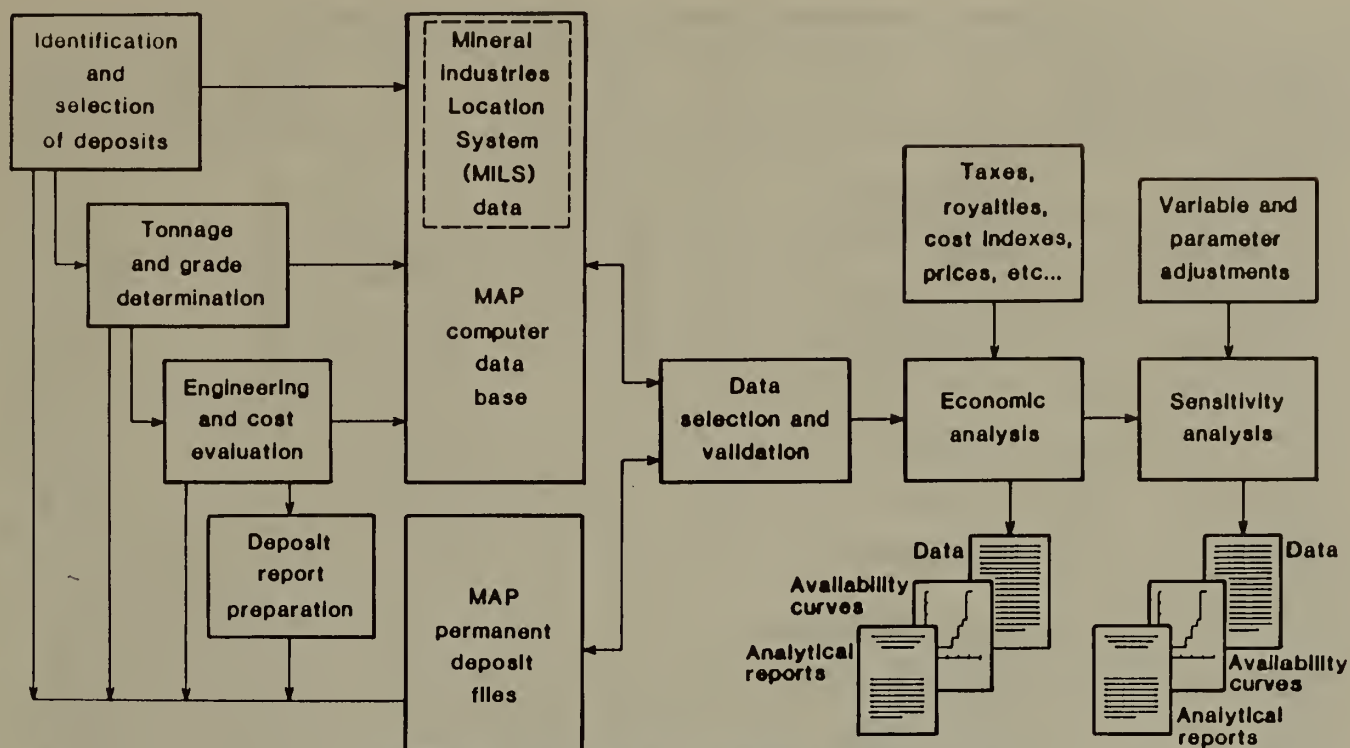 Identification
and
selection
of deposits
Mineral
Industries
Location
System
(MILS)
data
Tonnage
and grade
determination
MAP
computer
data
base
Engineering
and cost
evaluation
Deposit
report
preparation
MAP
permanent
deposit
files
Data
selection and
validation
Taxes,
royalties,
cost indexes,
prices, etc...
Economic
analysis
Variable and
parameter
adjustments
Sensitivity
analysis
Data
Availability
curves
Analytical
reports
Data
Availability
curves
Analytical
reports